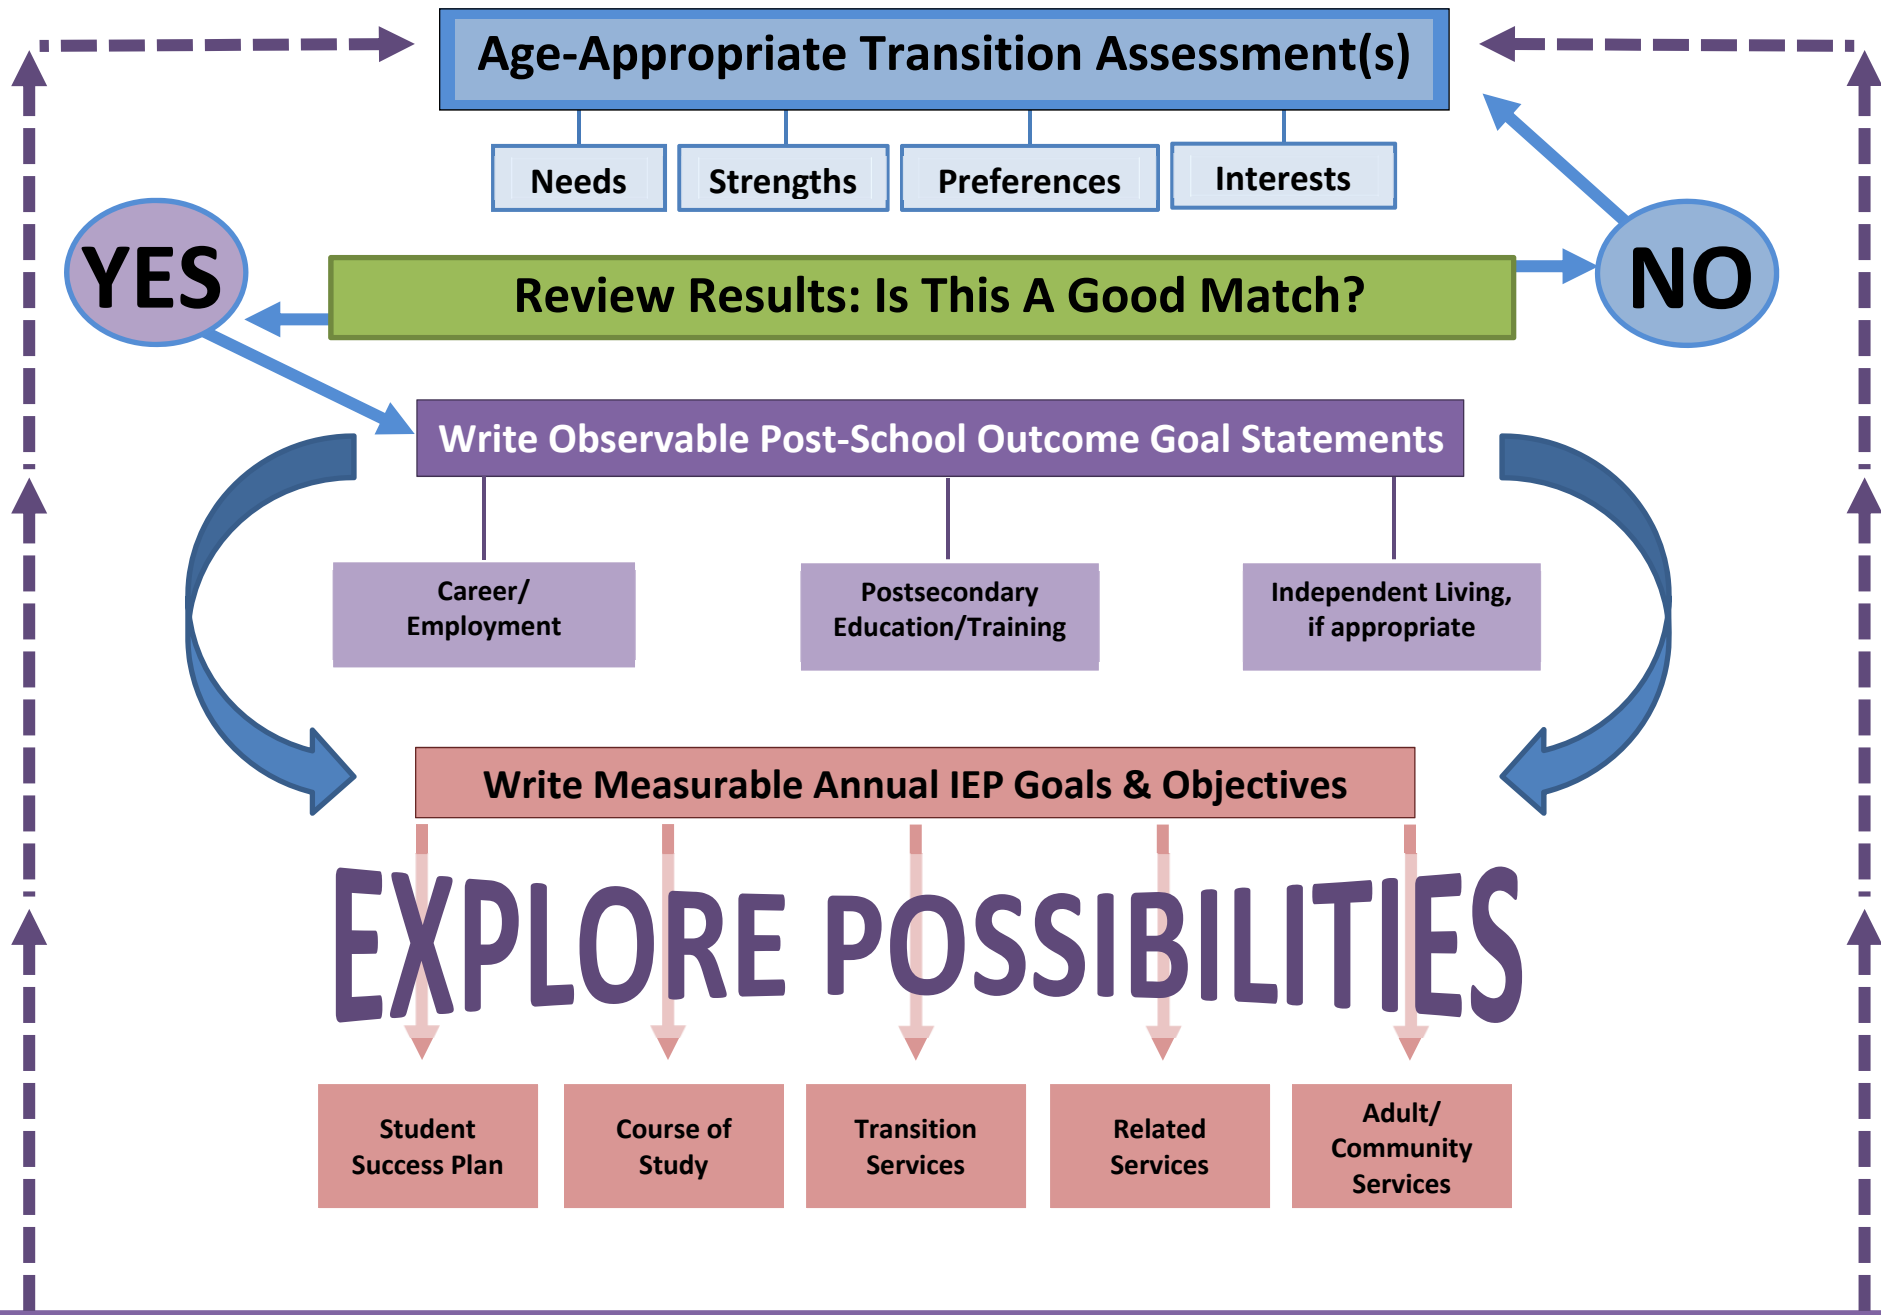 Age-Appropriate Transition Assessment(s)
Needs
Strengths
Preferences
Interests
YES
Review Results: Is This A Good Match?
NO
Write Observable Post-School Outcome Goal Statements
Career/
Employment
Postsecondary
Education/Training
Independent Living,
if appropriate
Write Measurable Annual IEP Goals & Objectives
EXPLORE POSSIBILITIES
Student
Success Plan
Course of
Study
Transition
Services
Related
Services
Adult/
Community
Services